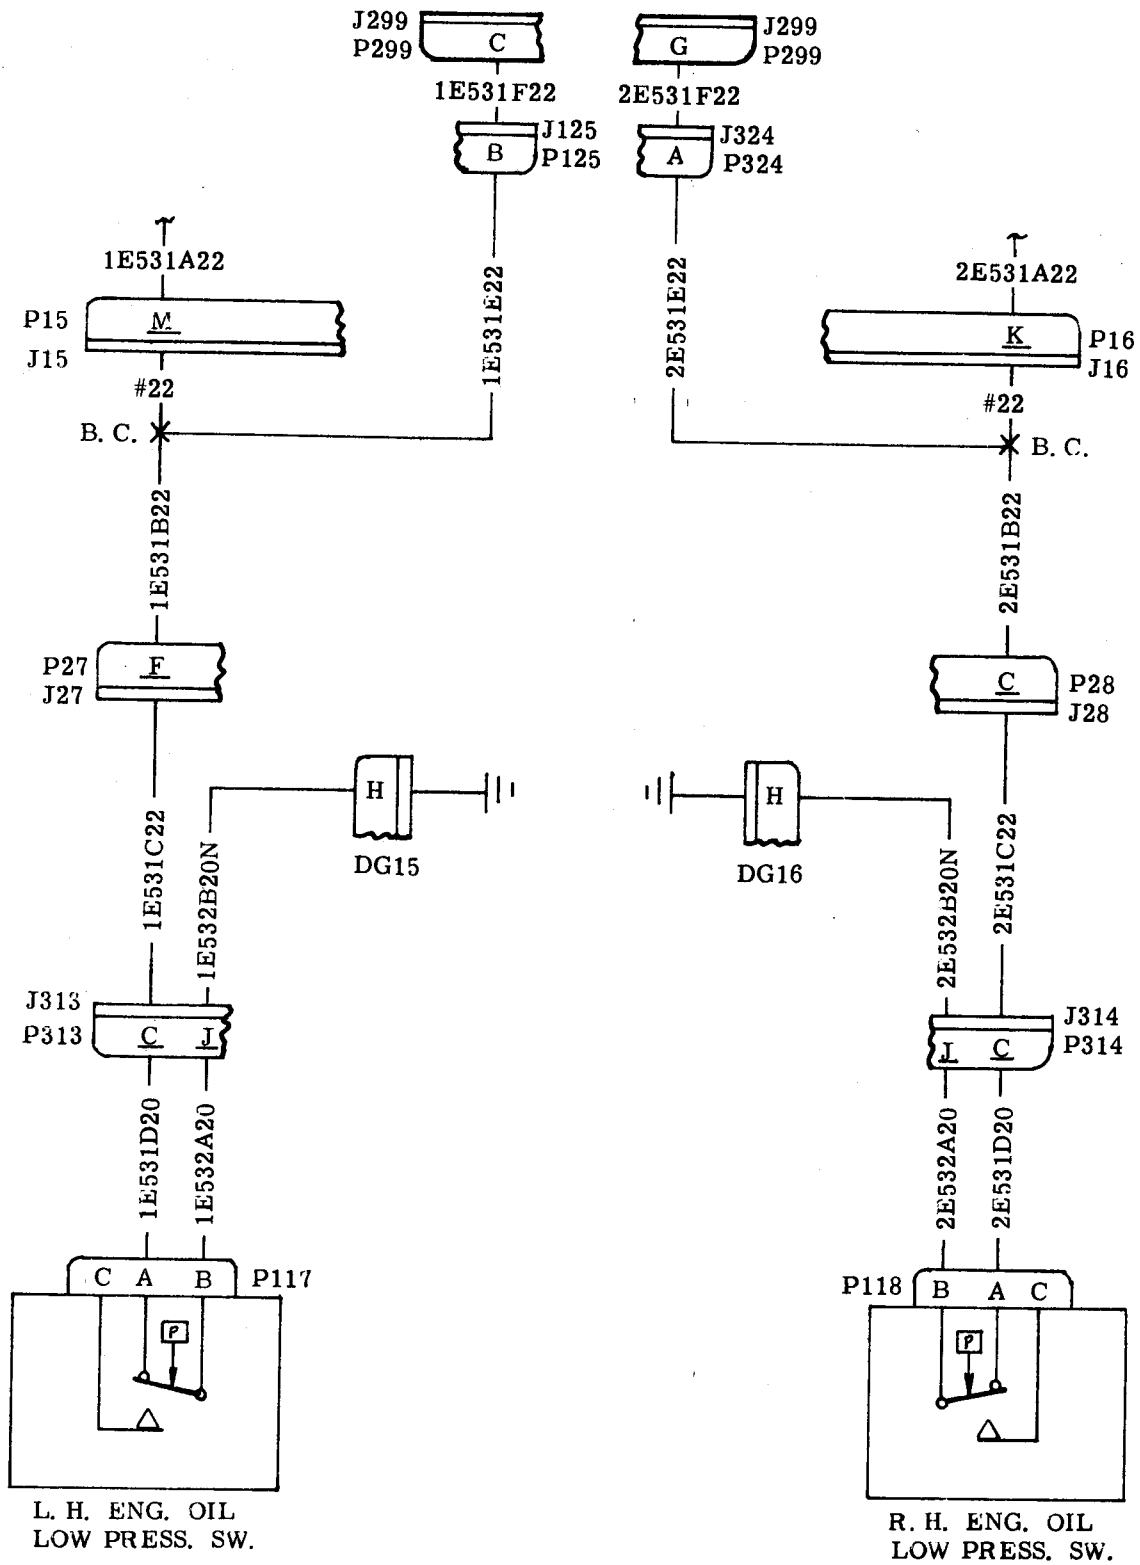 J299
P299
C
J299
P299
G
1E531F22
2E531F22
J125
P125
B
J324
P324
A
1E531A22
2E531A22
P15
M
J15
P16
K
J16
1E531E22
2E531E22
#22
#22
B. C.
B. C.
1E531B22
2E531B22
P27
F
J27
P28
C
J28
H
DG15
H
DG16
1E531C22
1E532B20N
2E532B20N
2E531C22
J313
P313
C J
J314
P314
J C
1E531D20
1E532A20
2E532A20
2E531D20
C A B P117
P118 B A C
P
P
L. H. ENG. OIL
LOW PRESS. SW.
R. H. ENG. OIL
LOW PRESS. SW.